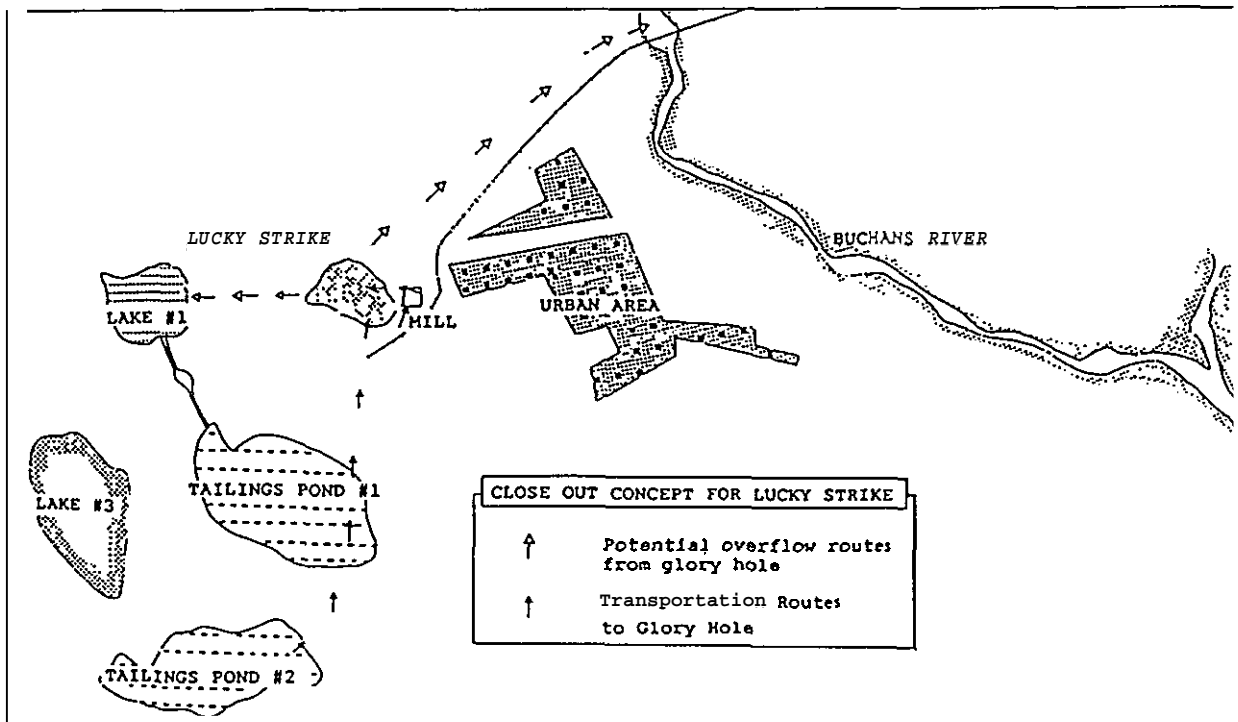 LUCKY STRIKE
BUCHANS RIVER
LAKE #1
MILL
URBAN AREA
TAILINGS POND #1
LAKE #3
TAILINGS POND #2
CLOSE OUT CONCEPT FOR LUCKY STRIKE
Potential overflow routes
from glory hole
Transportation Routes
to Glory Hole